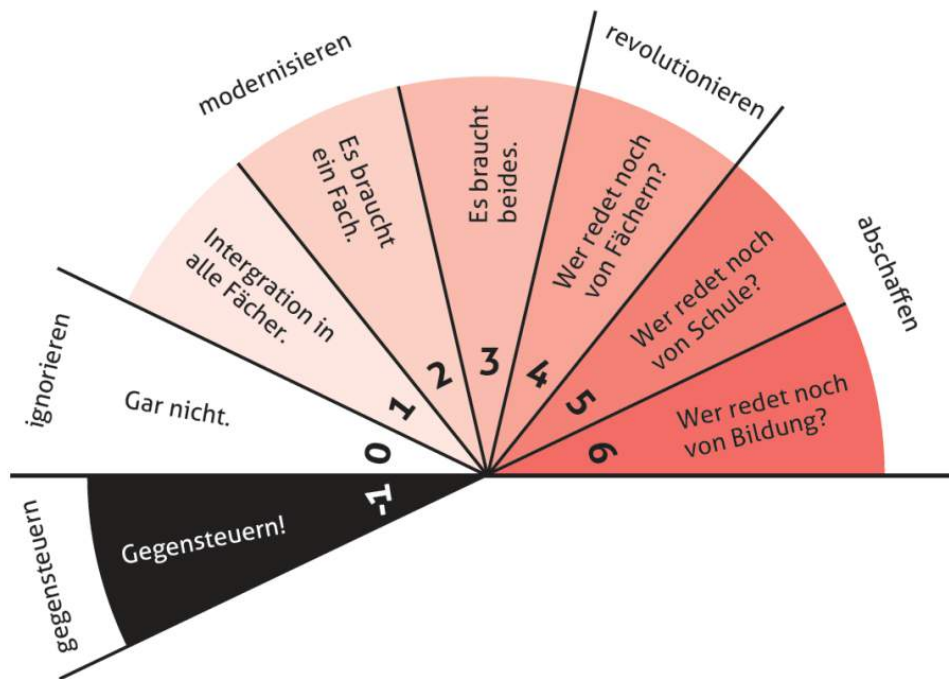 gegensteuern
Gegensteuern!
-1
ignorieren
Gar nicht.
0
modernisieren
Intergration in
alle Fächer.
1
Es braucht
ein Fach.
2
Es braucht
beides.
3
revolutionieren
Wer redet noch
von Fächern?
4
abschaffen
Wer redet noch
von Schule?
5
Wer redet noch
von Bildung?
6